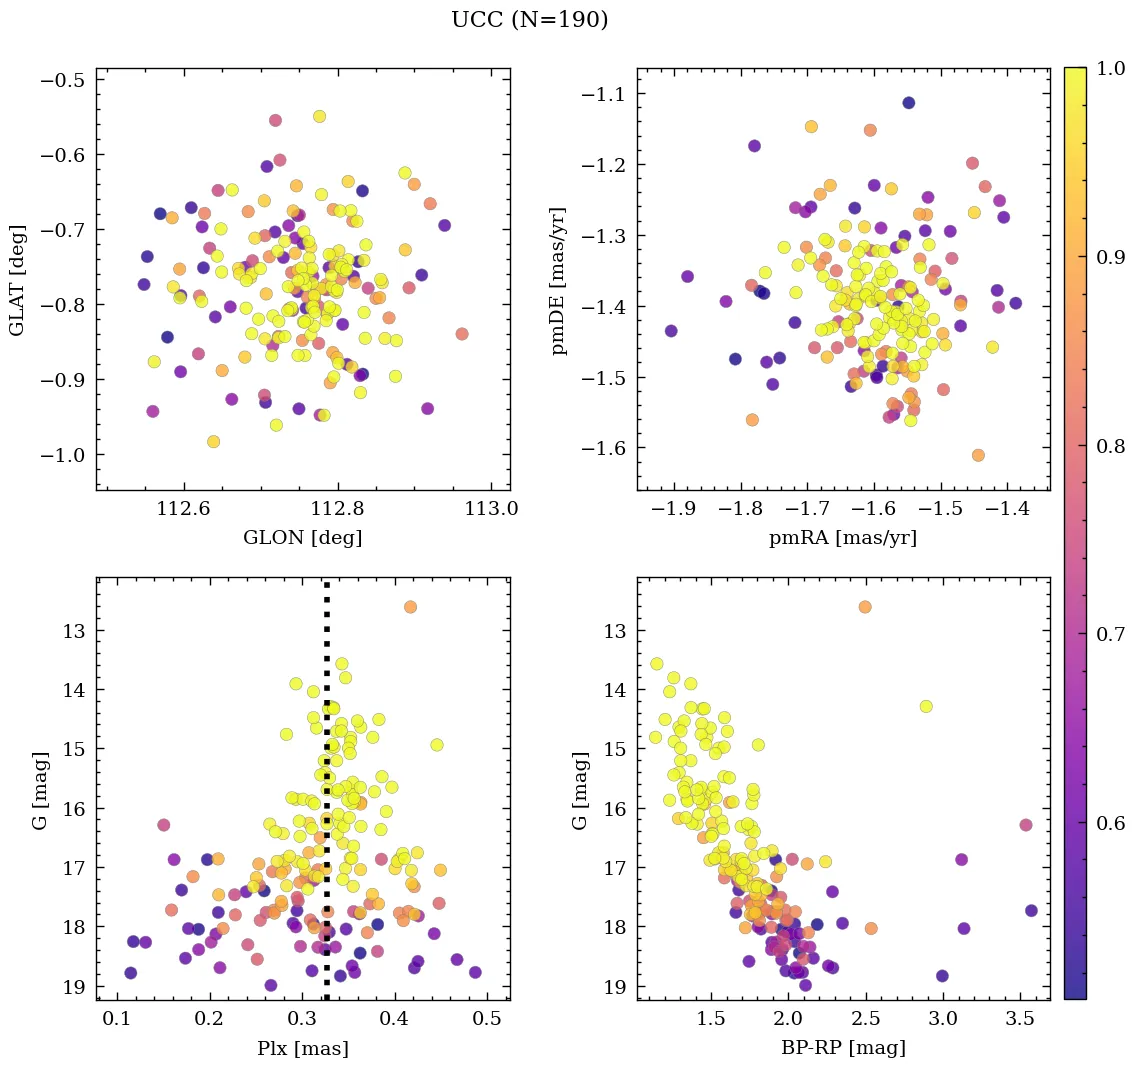 UCC (N=190)
−0.5
−0.6
−0.7
−0.8
−0.9
−1.0
GLAT [deg]
112.6 112.8 113.0
GLON [deg]
−1.1
−1.2
−1.3
−1.4
−1.5
−1.6
pmDE [mas/yr]
−1.9 −1.8 −1.7 −1.6 −1.5 −1.4
pmRA [mas/yr]
13
14
15
16
17
18
19
G [mag]
0.1 0.2 0.3 0.4 0.5
Plx [mas]
13
14
15
16
17
18
19
G [mag]
1.5 2.0 2.5 3.0 3.5
BP-RP [mag]
1.0
0.9
0.8
0.7
0.6